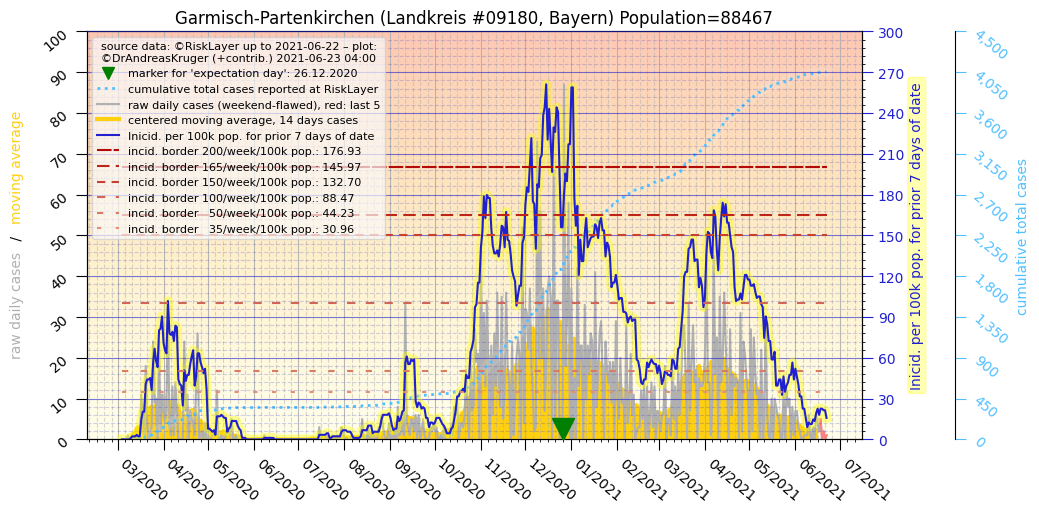 Garmisch-Partenkirchen (Landkreis #09180, Bayern) Population=88467
source data: ©RiskLayer up to 2021-06-22 – plot:
©DrAndreasKruger (+contrib.) 2021-06-23 04:00
marker for 'expectation day': 26.12.2020
cumulative total cases reported at RiskLayer
raw daily cases (weekend-flawed), red: last 5
centered moving average, 14 days cases
Inicid. per 100k pop. for prior 7 days of date
incid. border 200/week/100k pop.: 176.93
incid. border 165/week/100k pop.: 145.97
incid. border 150/week/100k pop.: 132.70
incid. border 100/week/100k pop.: 88.47
incid. border   50/week/100k pop.: 44.23
incid. border   35/week/100k pop.: 30.96
raw daily cases / moving average
100
90
80
70
60
50
40
30
20
10
0
03/2020
04/2020
05/2020
06/2020
07/2020
08/2020
09/2020
10/2020
11/2020
12/2020
01/2021
02/2021
03/2021
04/2021
05/2021
06/2021
07/2021
300
270
240
210
180
150
120
90
60
30
0
Inicid. per 100k pop. for prior 7 days of date
4,500
4,050
3,600
3,150
2,700
2,250
1,800
1,350
900
450
0
cumulative total cases